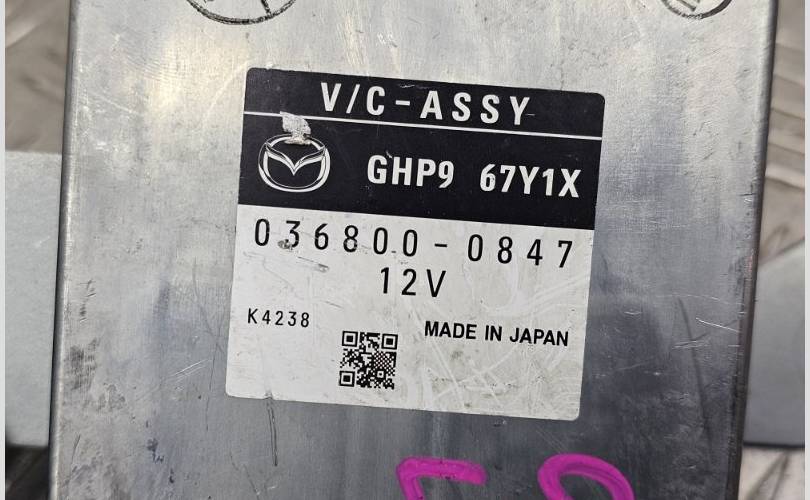 V/C-ASSY
GHP9 67Y1X
036800-0847
12V
K4238
MADE IN JAPAN